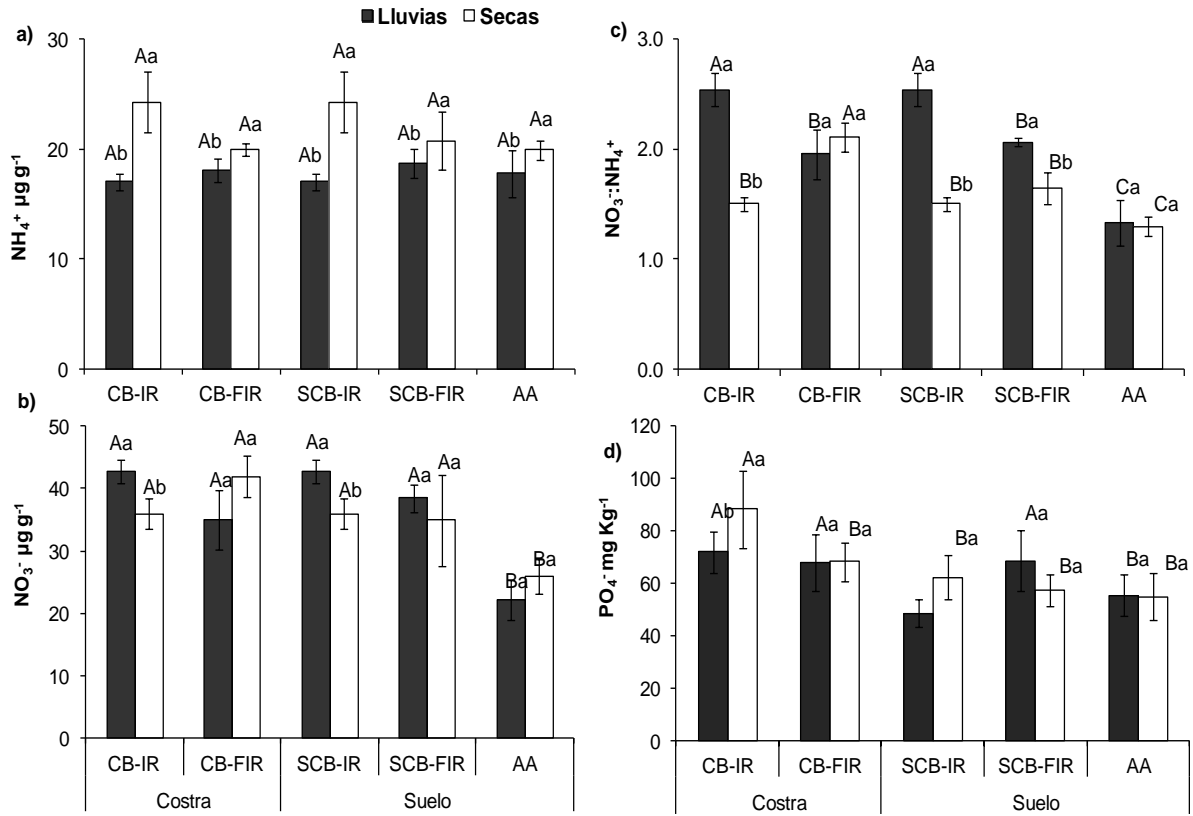 Lluvias Secas
a)
30
20
10
0
NH₄⁺ µg g⁻¹
Ab Aa Ab Aa Ab Aa Ab Aa Ab Aa
CB-IR CB-FIR SCB-IR SCB-FIR AA
b)
50
40
30
20
10
0
NO₃⁻ µg g⁻¹
Aa Ab Aa Aa Aa Ab Aa Aa Ba Ba
CB-IR CB-FIR SCB-IR SCB-FIR AA
Costra Suelo
c)
3.0
2.0
1.0
0.0
NO₃⁻:NH₄⁺
Aa Bb Ba Aa Aa Bb Ba Bb Ca Ca
CB-IR CB-FIR SCB-IR SCB-FIR AA
d)
120
100
80
60
40
20
0
PO₄⁻ mg Kg⁻¹
Ab Aa Aa Ba Ba Aa Ba Ba Ba
CB-IR CB-FIR SCB-IR SCB-FIR AA
Costra Suelo